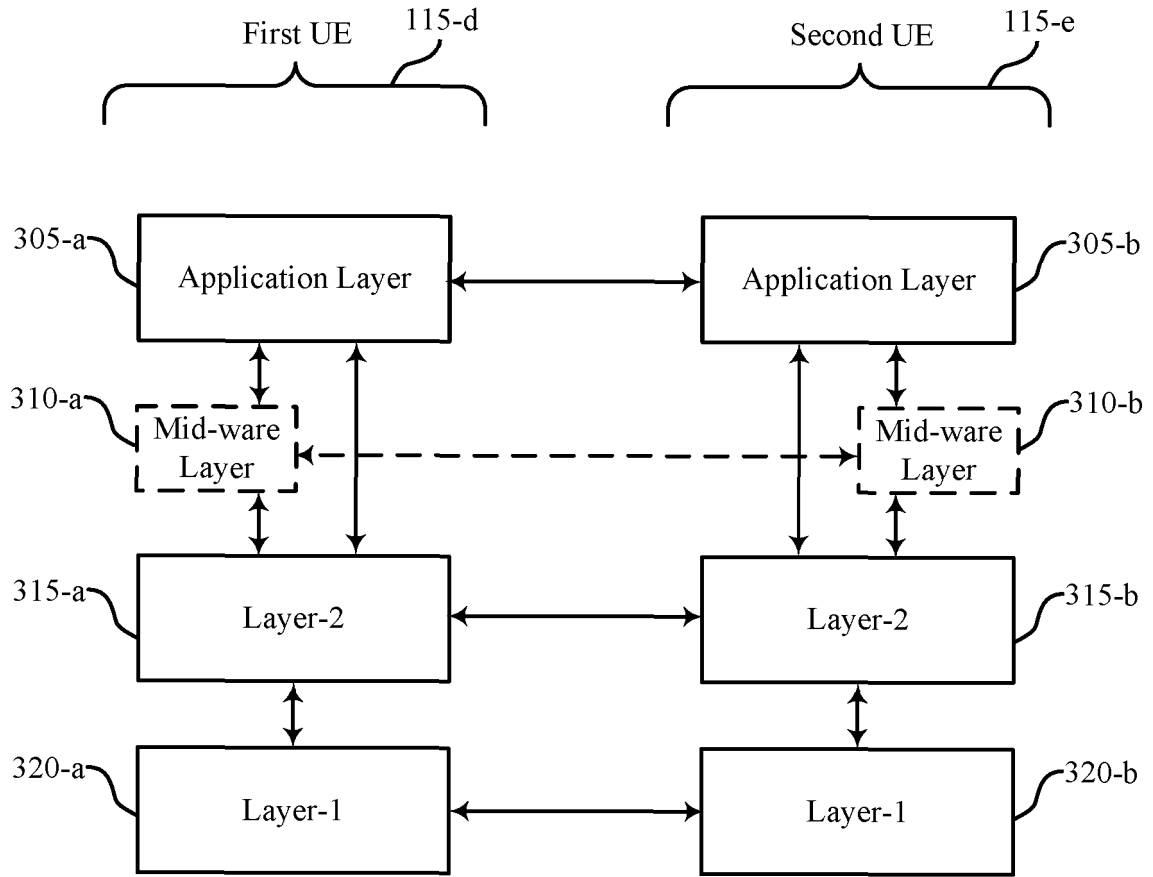 First UE
115-d
Second UE
115-e
305-a
Application Layer
Application Layer
305-b
310-a
Mid-ware
Layer
Mid-ware
Layer
310-b
315-a
Layer-2
Layer-2
315-b
320-a
Layer-1
Layer-1
320-b